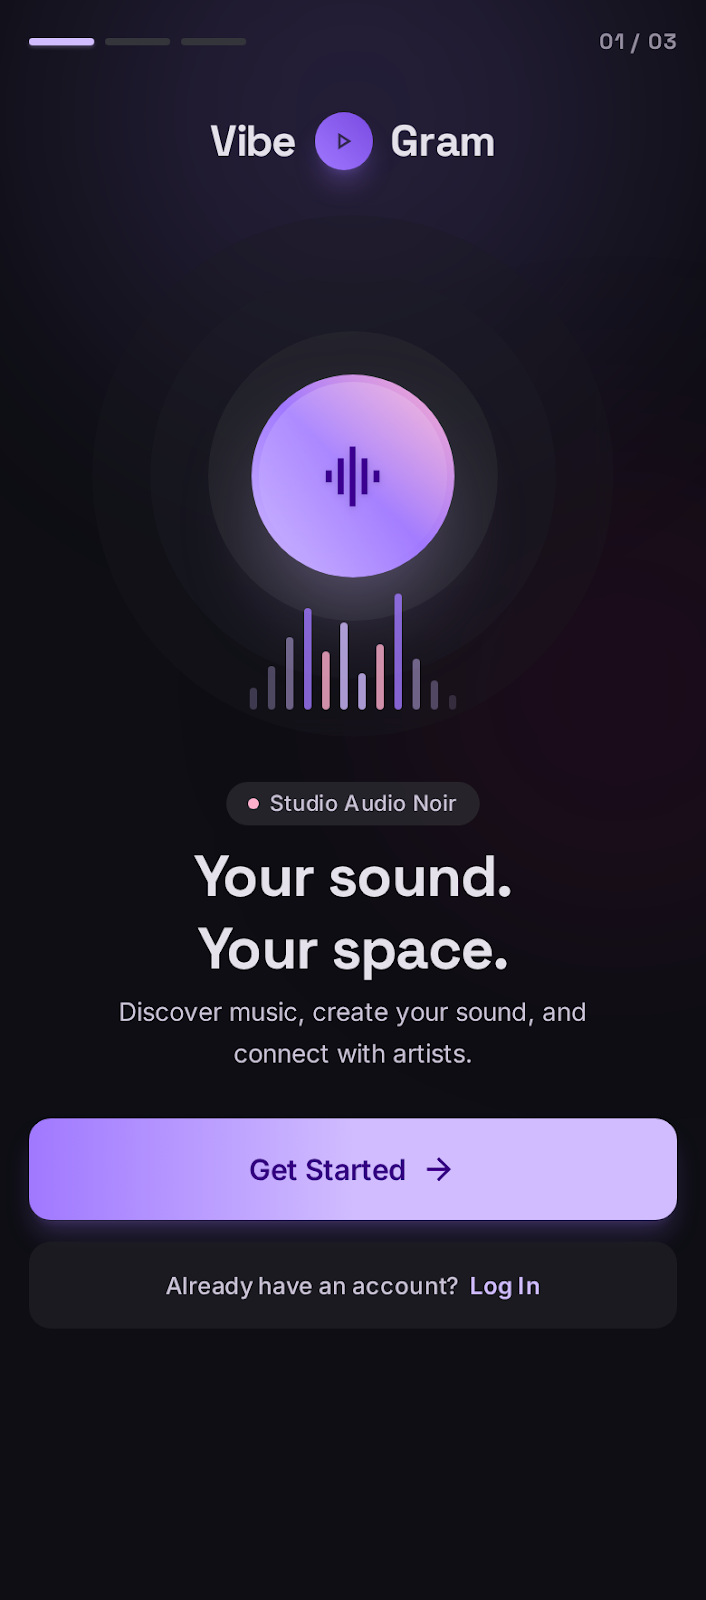 01 / 03
Vibe Gram
Studio Audio Noir
Your sound.
Your space.
Discover music, create your sound, and
connect with artists.
Get Started →
Already have an account? Log In